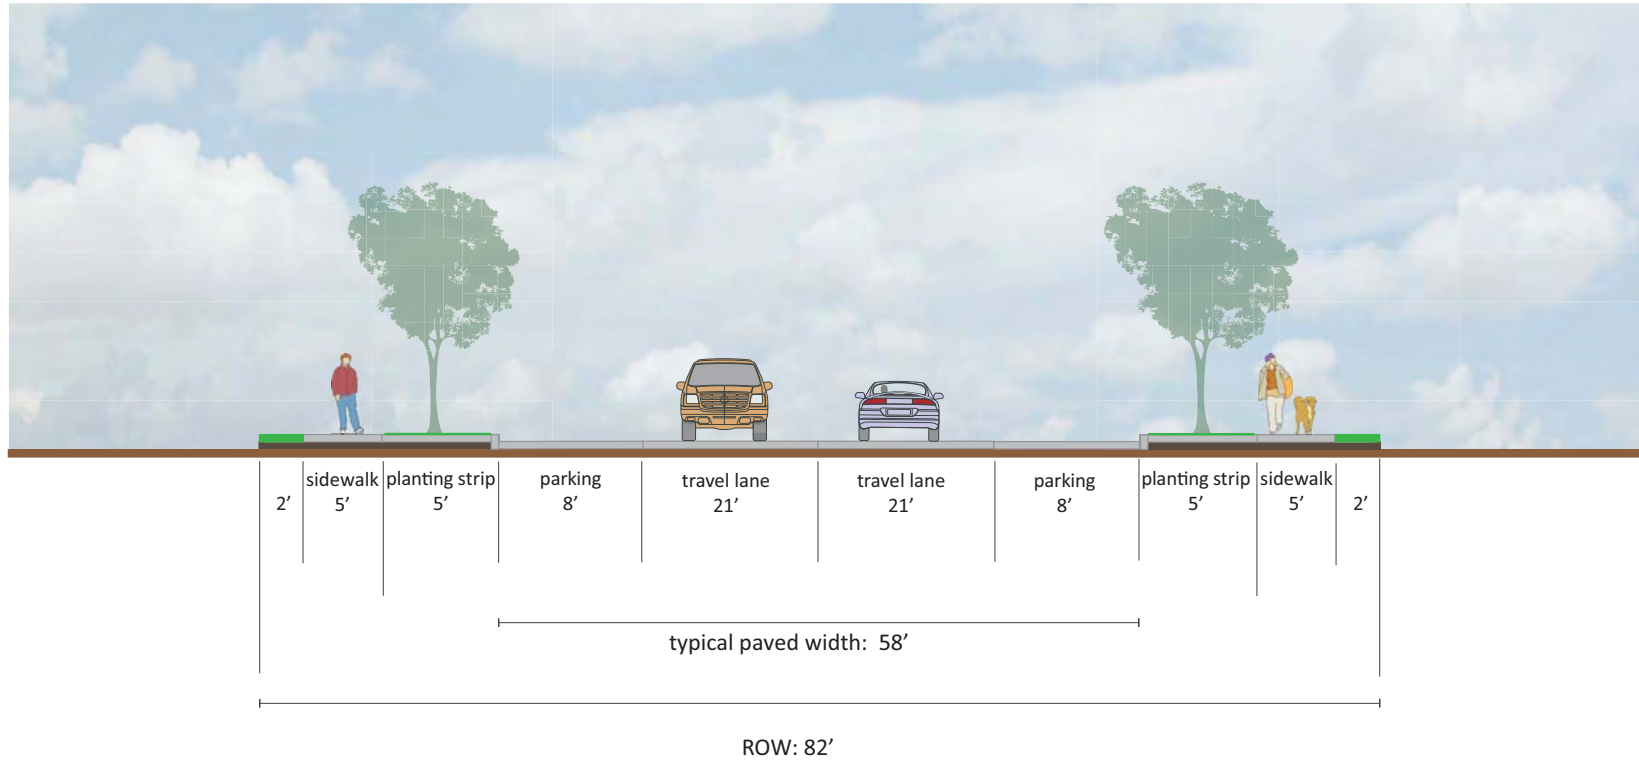 2’
sidewalk
5’
planting strip
5’
parking
8’
travel lane
21’
travel lane
21’
parking
8’
planting strip
5’
sidewalk
5’
2’
typical paved width: 58’
ROW: 82’